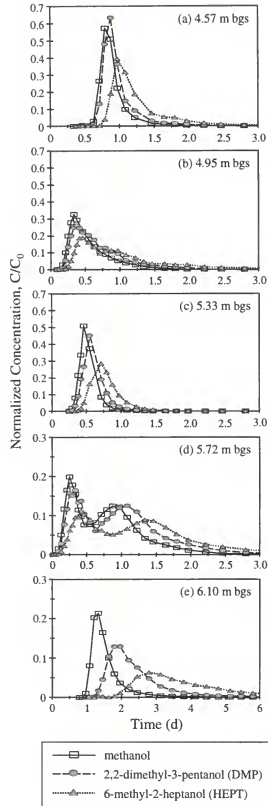 0.7
0.6
0.5
0.4
0.3
0.2
0.1
0
(a) 4.57 m bgs
0.0 0.5 1.0 1.5 2.0 2.5 3.0
0.7
0.6
0.5
0.4
0.3
0.2
0.1
0
(b) 4.95 m bgs
0.0 0.5 1.0 1.5 2.0 2.5 3.0
Normalized Concentration, C/C0
0.7
0.6
0.5
0.4
0.3
0.2
0.1
0
(c) 5.33 m bgs
0.0 0.5 1.0 1.5 2.0 2.5 3.0
0.3
0.2
0.1
0
(d) 5.72 m bgs
0.0 0.5 1.0 1.5 2.0 2.5 3.0
0.3
0.2
0.1
0
(e) 6.10 m bgs
0 1 2 3 4 5 6
Time (d)
methanol
2,2-dimethyl-3-pentanol (DMP)
6-methyl-2-heptanol (HEPT)